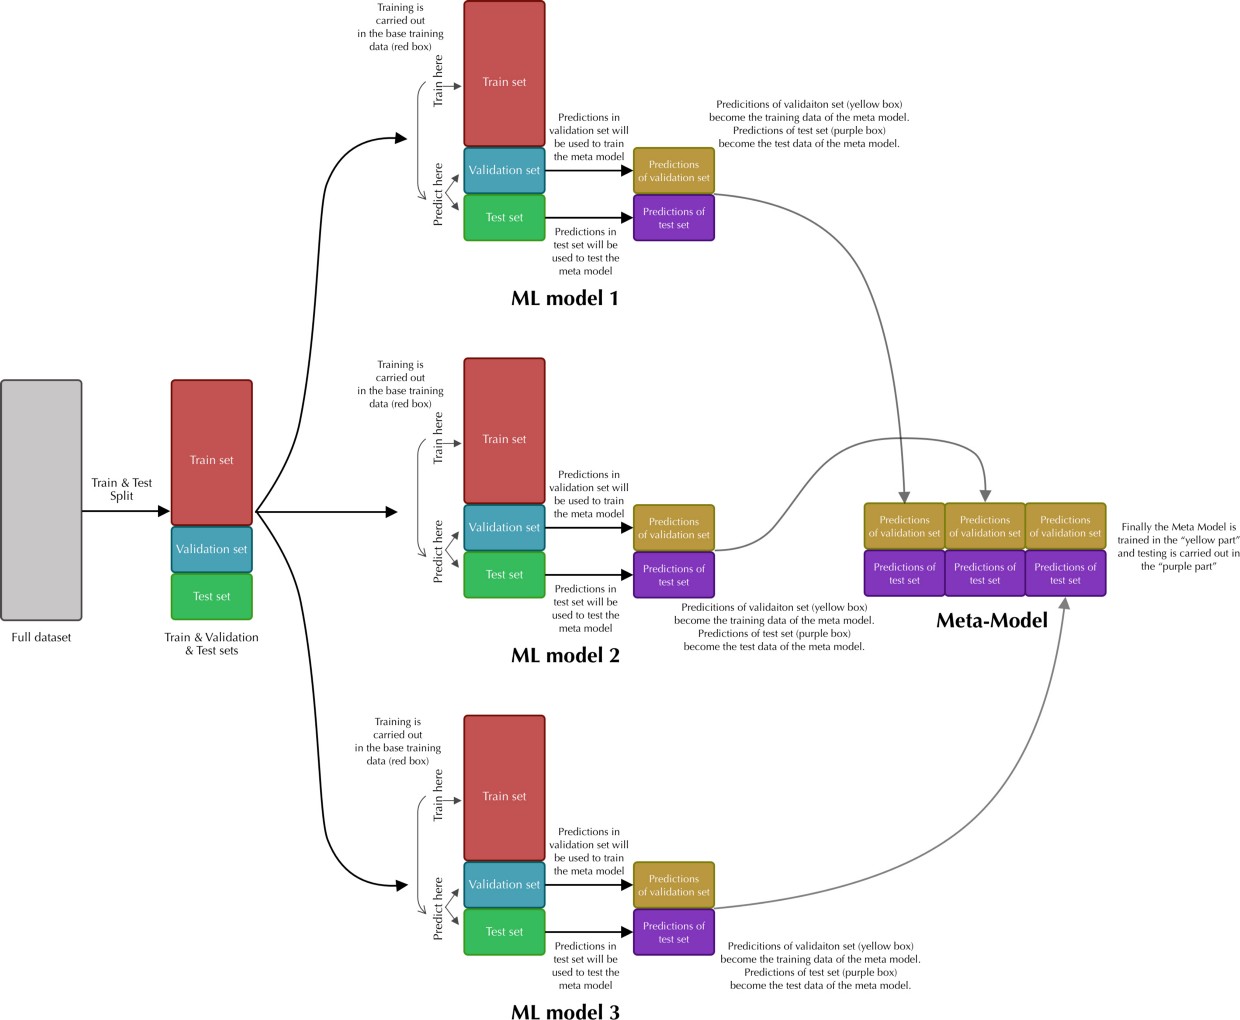 Full dataset
Train & Test
Split
Train set
Validation set
Test set
Train & Validation
& Test sets
Training is
carried out
in the base training
data (red box)
Train here
Predict here
Train set
Validation set
Test set
Predictions in
validation set will
be used to train
the meta model
Predictions in
test set will be
used to test the
meta model
Predictions
of validation set
Predictions of
test set
Predicitions of validaiton set (yellow box)
become the training data of the meta model.
Predictions of test set (purple box)
become the test data of the meta model.
ML model 1
Training is
carried out
in the base training
data (red box)
Train here
Predict here
Train set
Validation set
Test set
Predictions in
validation set will
be used to train
the meta model
Predictions in
test set will be
used to test the
meta model
Predictions
of validation set
Predictions of
test set
Predicitions of validaiton set (yellow box)
become the training data of the meta model.
Predictions of test set (purple box)
become the test data of the meta model.
ML model 2
Training is
carried out
in the base training
data (red box)
Train here
Predict here
Train set
Validation set
Test set
Predictions in
validation set will
be used to train
the meta model
Predictions in
test set will be
used to test the
meta model
Predictions
of validation set
Predictions of
test set
Predicitions of validaiton set (yellow box)
become the training data of the meta model.
Predictions of test set (purple box)
become the test data of the meta model.
ML model 3
Predictions
of validation set
Predictions
of validation set
Predictions
of validation set
Predictions of
test set
Predictions of
test set
Predictions of
test set
Meta-Model
Finally the Meta Model is
trained in the “yellow part”
and testing is carried out in
the “purple part”